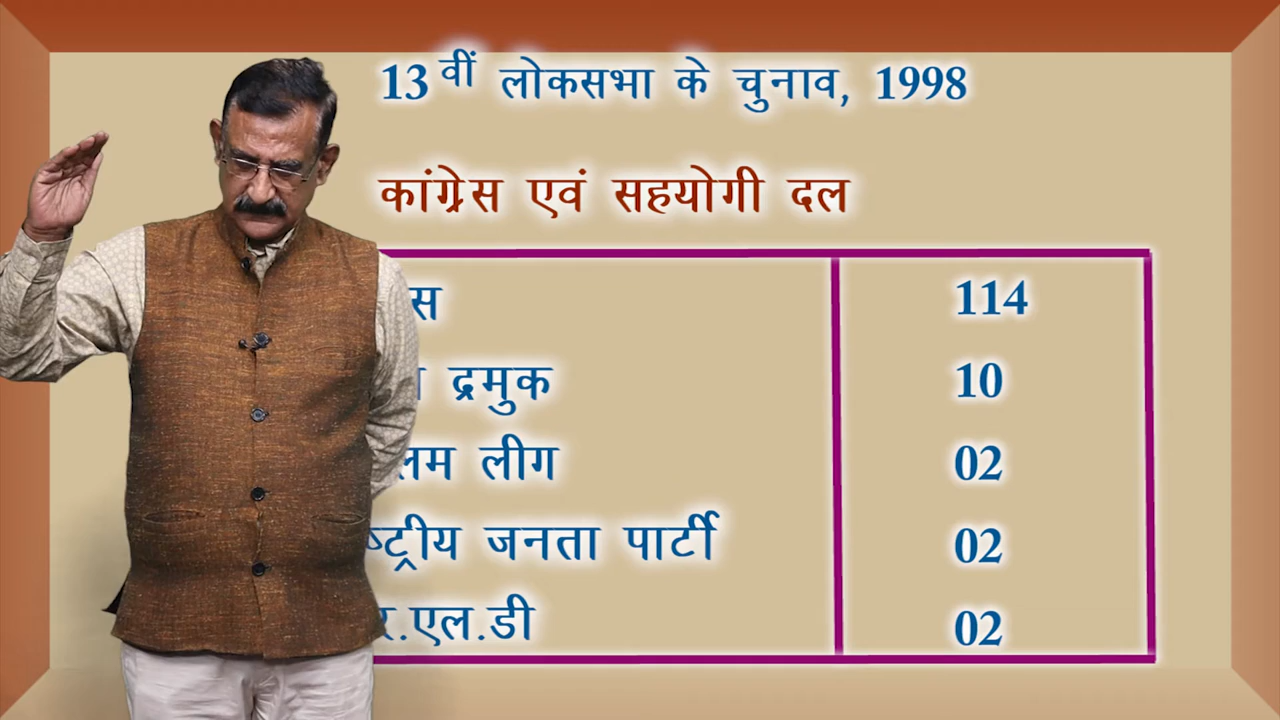 13वीं लोकसभा के चुनाव, 1998
कांग्रेस एवं सहयोगी दल
114
द्रमुक 10
लीग 02
जनता पार्टी 02
02